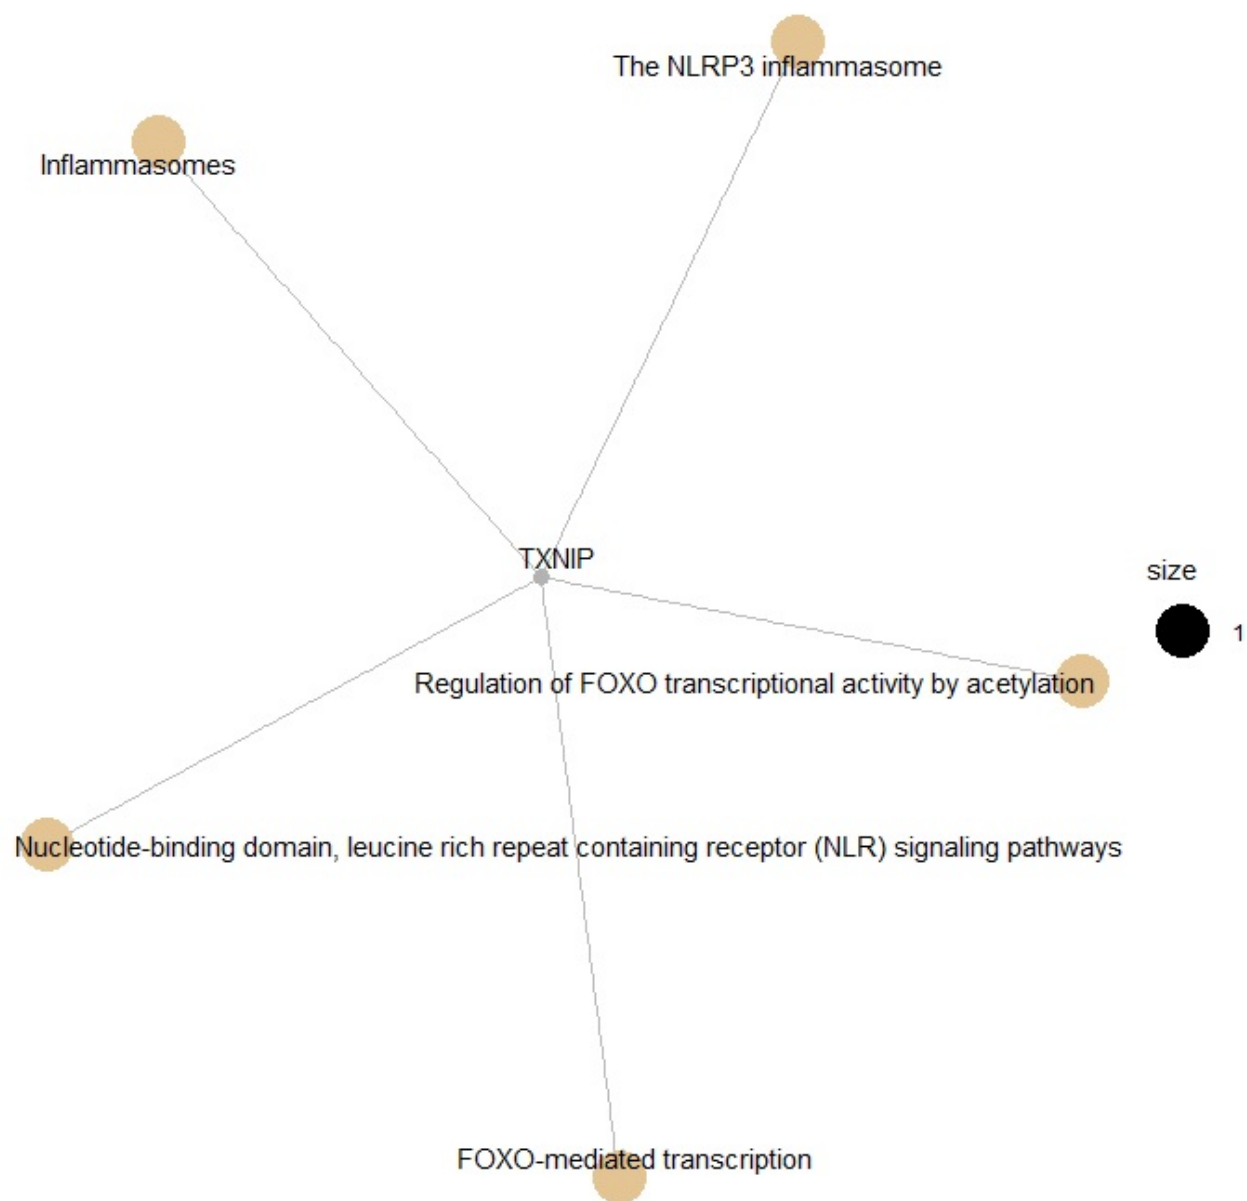 The NLRP3 inflammasome
Inflammasomes
TXNIP
size
1
Regulation of FOXO transcriptional activity by acetylation
Nucleotide-binding domain, leucine rich repeat containing receptor (NLR) signaling pathways
FOXO-mediated transcription